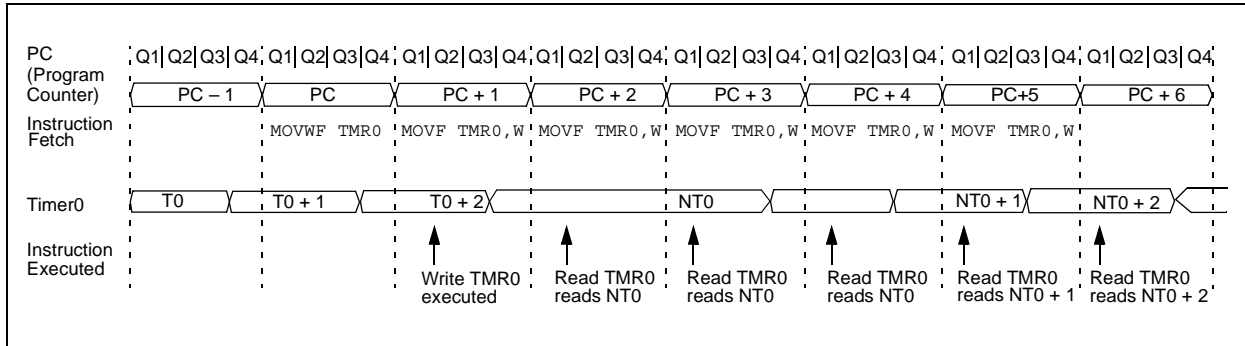 PC
(Program
Counter)
Q1 Q2 Q3 Q4 Q1 Q2 Q3 Q4 Q1 Q2 Q3 Q4 Q1 Q2 Q3 Q4 Q1 Q2 Q3 Q4 Q1 Q2 Q3 Q4 Q1 Q2 Q3 Q4 Q1 Q2 Q3 Q4
PC – 1 PC PC + 1 PC + 2 PC + 3 PC + 4 PC+5 PC + 6
Instruction
Fetch
MOVWF TMR0 MOVF TMR0,W MOVF TMR0,W MOVF TMR0,W MOVF TMR0,W MOVF TMR0,W
Timer0
T0 T0 + 1 T0 + 2 NT0 NT0 + 1 NT0 + 2
Instruction
Executed
Write TMR0
executed
Read TMR0
reads NT0
Read TMR0
reads NT0
Read TMR0
reads NT0
Read TMR0
reads NT0 + 1
Read TMR0
reads NT0 + 2